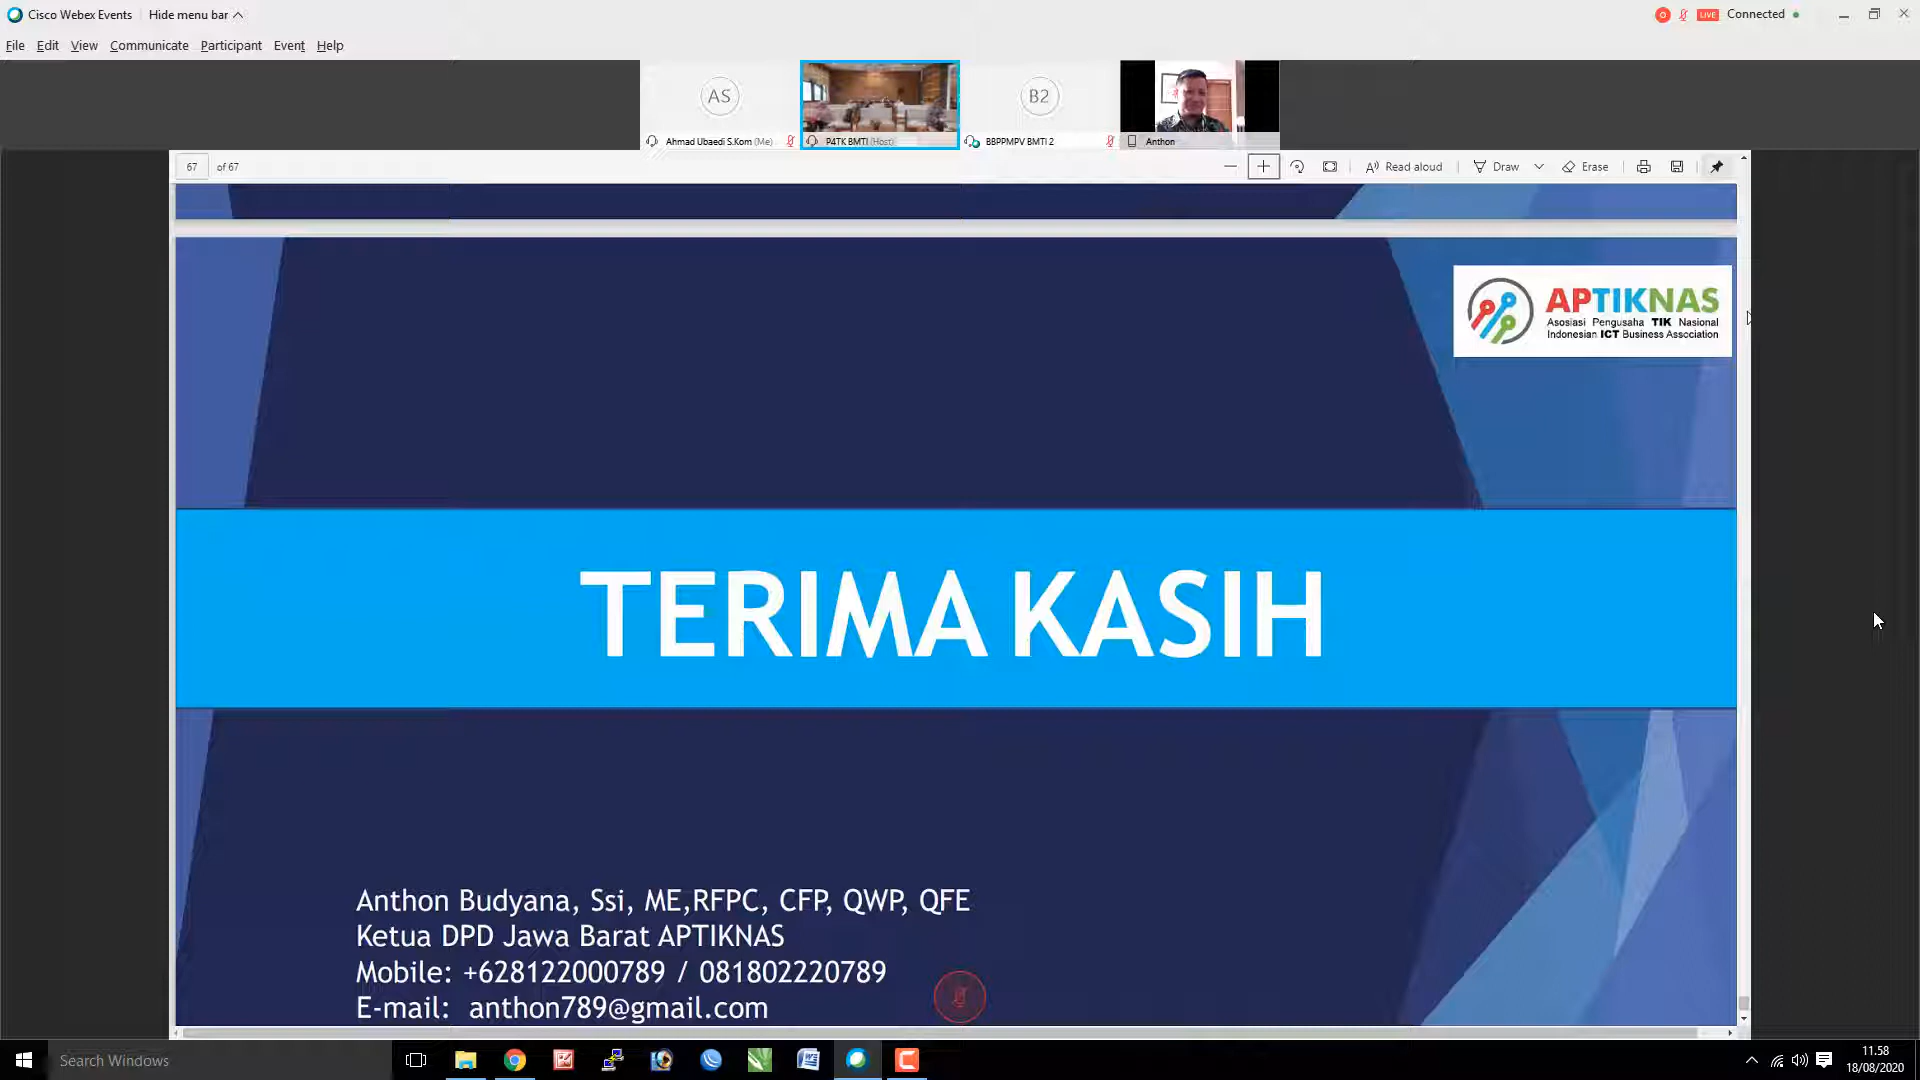 Cisco Webex Events Hide menu bar
LIVE Connected
File Edit View Communicate Participant Event Help
AS
B2
Ahmad Ubaedi S.Kom (Me)
P4TK BMTI (Host)
BBPPMPV BMTI 2
Anthon
67 of 67
Read aloud
Draw
Erase
APTIKNAS
Asosiasi Pengusaha TIK Nasional
Indonesian ICT Business Association
TERIMA KASIH
Anthon Budyana, Ssi, ME,RFPC, CFP, QWP, QFE
Ketua DPD Jawa Barat APTIKNAS
Mobile: +628122000789 / 081802220789
E-mail: anthon789@gmail.com
Search Windows
11.58
18/08/2020